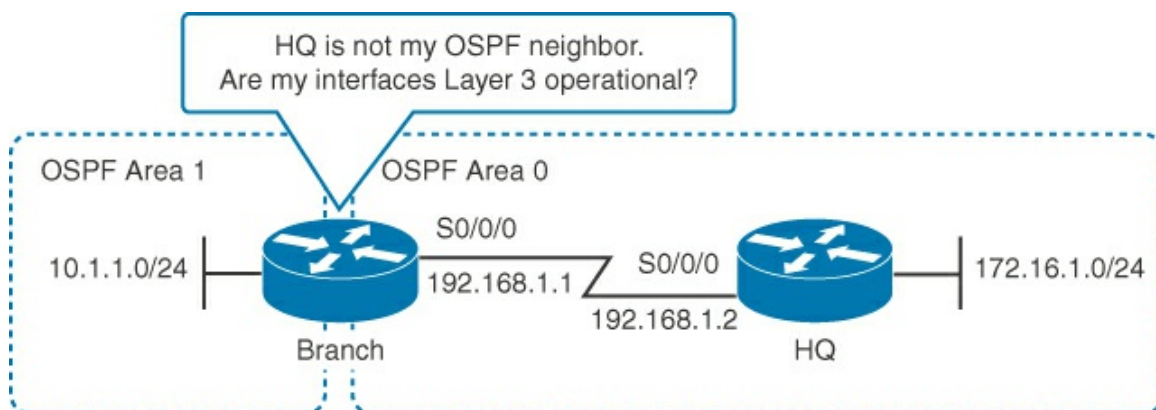 HQ is not my OSPF neighbor.
Are my interfaces Layer 3 operational?
OSPF Area 1
OSPF Area 0
S0/0/0
S0/0/0
10.1.1.0/24
192.168.1.1
172.16.1.0/24
192.168.1.2
Branch
HQ